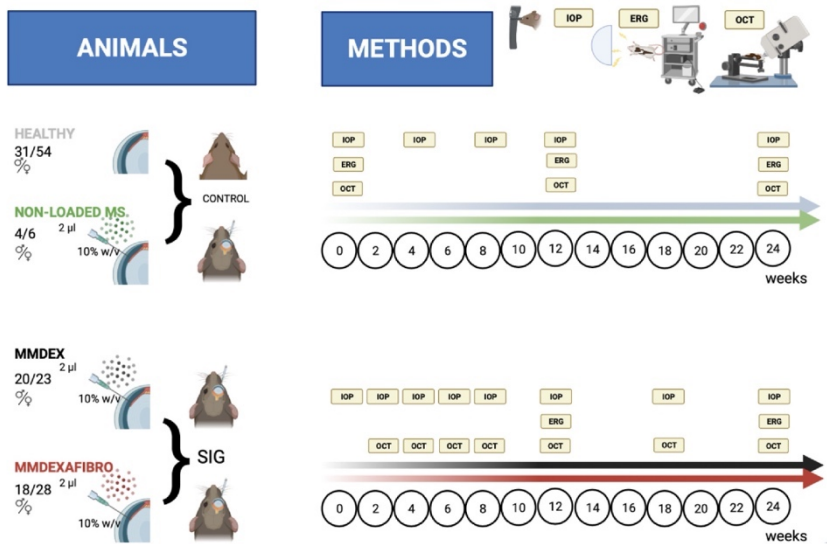 ANIMALS
METHODS
IOP
ERG
OCT
HEALTHY
31/54
♂/♀
NON-LOADED MS.
4/6
2 µl
♂/♀
10% w/v
CONTROL
IOP IOP IOP IOP IOP
ERG ERG ERG
OCT OCT OCT
0 2 4 6 8 10 12 14 16 18 20 22 24
weeks
MMDEX
20/23
2 µl
♂/♀
10% w/v
MMDEXAFIBRO
18/28
2 µl
♂/♀
10% w/v
SIG
IOP IOP IOP IOP IOP IOP IOP IOP
ERG ERG
OCT OCT OCT OCT OCT OCT OCT
0 2 4 6 8 10 12 14 16 18 20 22 24
weeks